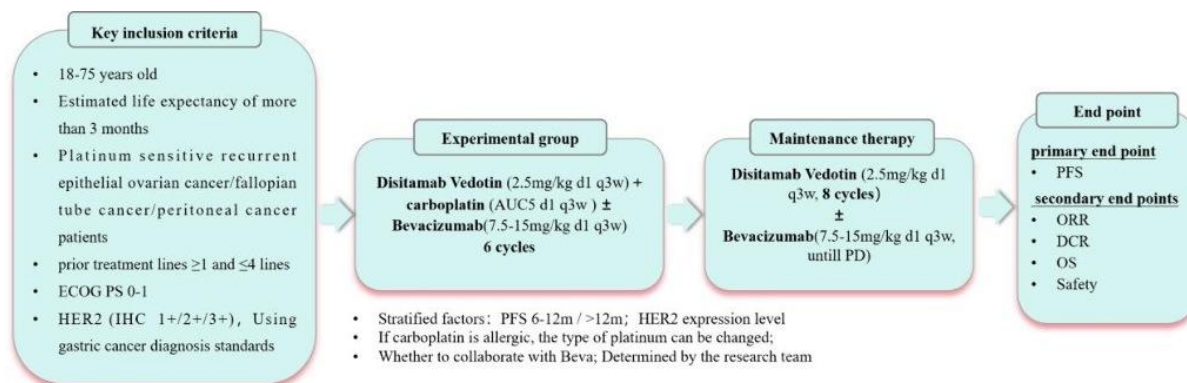 Key inclusion criteria
• 18-75 years old
• Estimated life expectancy of more
than 3 months
• Platinum sensitive recurrent
epithelial ovarian cancer/fallopian
tube cancer/peritoneal cancer
patients
• prior treatment lines ≥1 and ≤4 lines
• ECOG PS 0-1
• HER2 (IHC 1+/2+/3+), Using
gastric cancer diagnosis standards
Experimental group
Disitamab Vedotin (2.5mg/kg d1 q3w) +
carboplatin (AUC5 d1 q3w ) ±
Bevacizumab(7.5-15mg/kg d1 q3w)
6 cycles
Maintenance therapy
Disitamab Vedotin (2.5mg/kg d1
q3w, 8 cycles)
±
Bevacizumab(7.5-15mg/kg d1 q3w,
untill PD)
End point
primary end point
• PFS
secondary end points
• ORR
• DCR
• OS
• Safety
• Stratified factors: PFS 6-12m / >12m; HER2 expression level
• If carboplatin is allergic, the type of platinum can be changed;
• Whether to collaborate with Beva; Determined by the research team